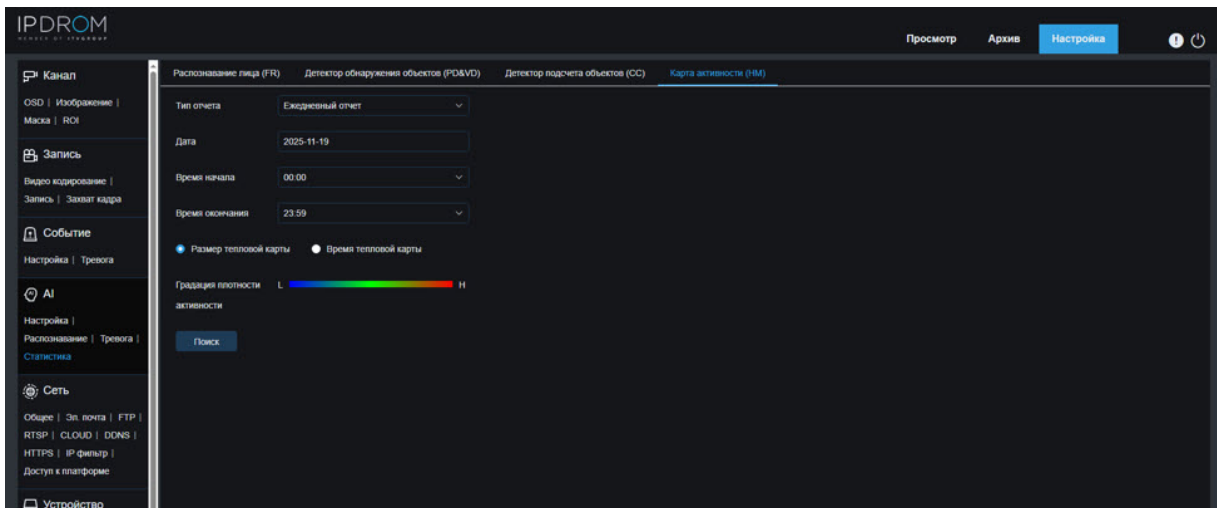 IPDROM
MEMBER OF STAGROUP
Просмотр Архив Настройка
Канал
OSD | Изображение |
Маска | ROI
Запись
Видео кодирование |
Запись | Захват кадра
Событие
Настройка | Тревога
AI
Настройка |
Распознавание | Тревога |
Статистика
Сеть
Общее | Эл. почта | FTP |
RTSP | CLOUD | DDNS |
HTTPS | IP фильтр |
Доступ к платформе
Устройство
Распознавание лица (FR) Детектор обнаружения объектов (PD&VD) Детектор подсчета объектов (CC) Карта активности (HM)
Тип отчета Ежедневный отчет
Дата 2025-11-19
Время начала 00:00
Время окончания 23:59
Размер тепловой карты Время тепловой карты
Градация плотности L H
активности
Поиск